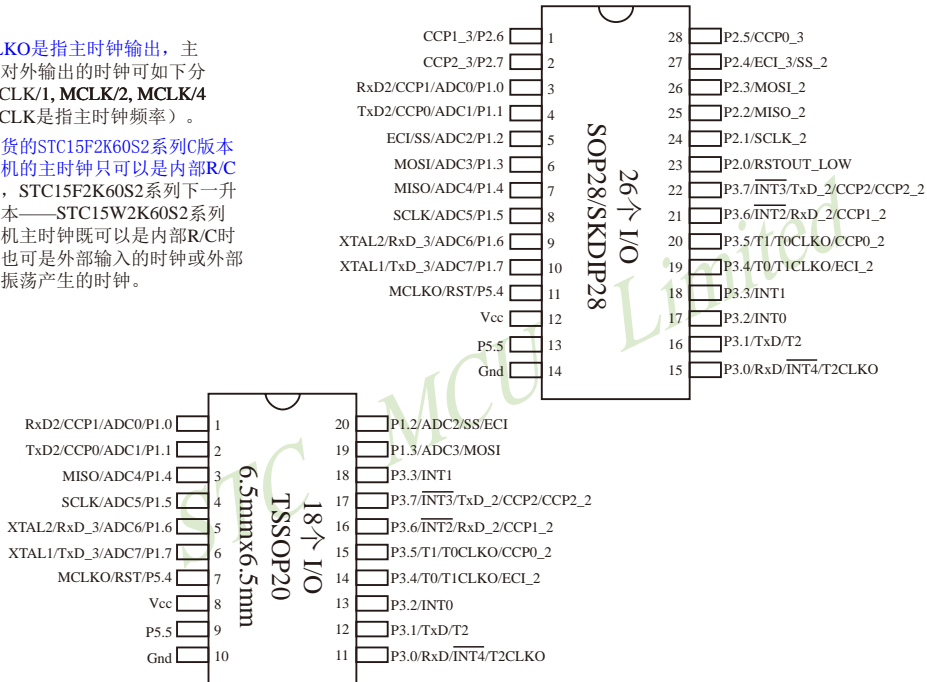 LKO是指主时钟输出，主
对外输出的时钟可如下分
CLK/1, MCLK/2, MCLK/4
CLK是指主时钟频率）。
货的STC15F2K60S2系列C版本
机的主时钟只可以是内部R/C
，STC15F2K60S2系列下一升
本——STC15W2K60S2系列
机主时钟既可以是内部R/C时
也可是外部输入的时钟或外部
振荡产生的时钟。
CCP1_3/P2.6 1
CCP2_3/P2.7 2
RxD2/CCP1/ADC0/P1.0 3
TxD2/CCP0/ADC1/P1.1 4
ECI/SS/ADC2/P1.2 5
MOSI/ADC3/P1.3 6
MISO/ADC4/P1.4 7
SCLK/ADC5/P1.5 8
XTAL2/RxD_3/ADC6/P1.6 9
XTAL1/TxD_3/ADC7/P1.7 10
MCLKO/RST/P5.4 11
Vcc 12
P5.5 13
Gnd 14
26个 I/O
SOP28/SKDIP28
28 P2.5/CCP0_3
27 P2.4/ECI_3/SS_2
26 P2.3/MOSI_2
25 P2.2/MISO_2
24 P2.1/SCLK_2
23 P2.0/RSTOUT_LOW
22 P3.7/INT3/TxD_2/CCP2/CCP2_2
21 P3.6/INT2/RxD_2/CCP1_2
20 P3.5/T1/T0CLKO/CCP0_2
19 P3.4/T0/T1CLKO/ECI_2
18 P3.3/INT1
17 P3.2/INT0
16 P3.1/TxD/T2
15 P3.0/RxD/INT4/T2CLKO
RxD2/CCP1/ADC0/P1.0 1
TxD2/CCP0/ADC1/P1.1 2
MISO/ADC4/P1.4 3
SCLK/ADC5/P1.5 4
XTAL2/RxD_3/ADC6/P1.6 5
XTAL1/TxD_3/ADC7/P1.7 6
MCLKO/RST/P5.4 7
Vcc 8
P5.5 9
Gnd 10
18个 I/O
TSSOP20
6.5mmx6.5mm
20 P1.2/ADC2/SS/ECI
19 P1.3/ADC3/MOSI
18 P3.3/INT1
17 P3.7/INT3/TxD_2/CCP2/CCP2_2
16 P3.6/INT2/RxD_2/CCP1_2
15 P3.5/T1/T0CLKO/CCP0_2
14 P3.4/T0/T1CLKO/ECI_2
13 P3.2/INT0
12 P3.1/TxD/T2
11 P3.0/RxD/INT4/T2CLKO
STC MCU Limited